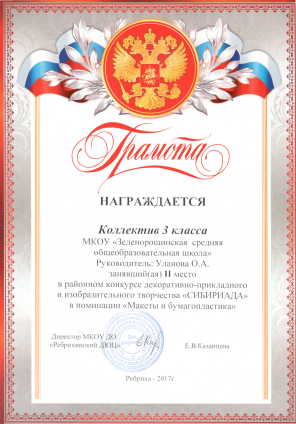 Грамота
НАГРАЖДАЕТСЯ
Коллектив 3 класса
МКОУ «Зеленорощинская средняя
общеобразовательная школа»
Руководитель: Уланова О.А.
занявший(ая) II место
в районном конкурсе декоративно-прикладного
и изобразительного творчества «СИБИРИАДА»
в номинации «Макеты и бумагопластика»
Директор МКОУ ДО
«Ребрихинский ДЮЦ»
Е.В.Казанцева
Ребриха - 2017г